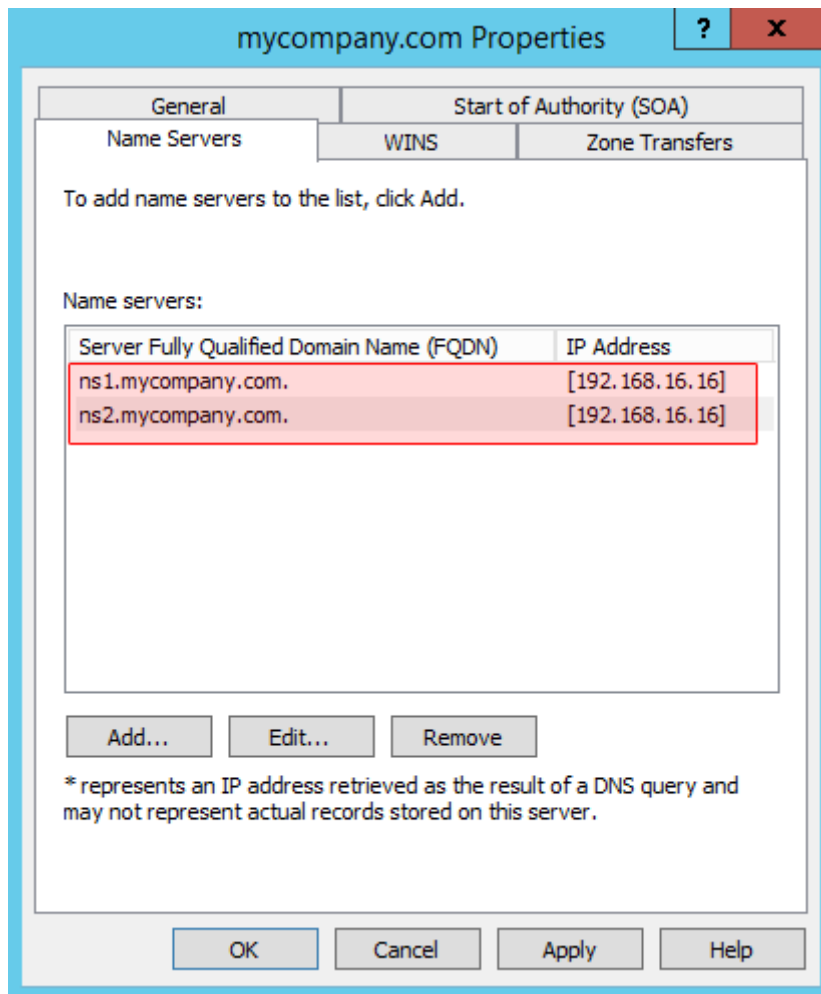 mycompany.com Properties
?
x
General
Start of Authority (SOA)
Name Servers
WINS
Zone Transfers
To add name servers to the list, click Add.
Name servers:
Server Fully Qualified Domain Name (FQDN) IP Address
ns1.mycompany.com. [192.168.16.16]
ns2.mycompany.com. [192.168.16.16]
Add...
Edit...
Remove
* represents an IP address retrieved as the result of a DNS query and
may not represent actual records stored on this server.
OK
Cancel
Apply
Help